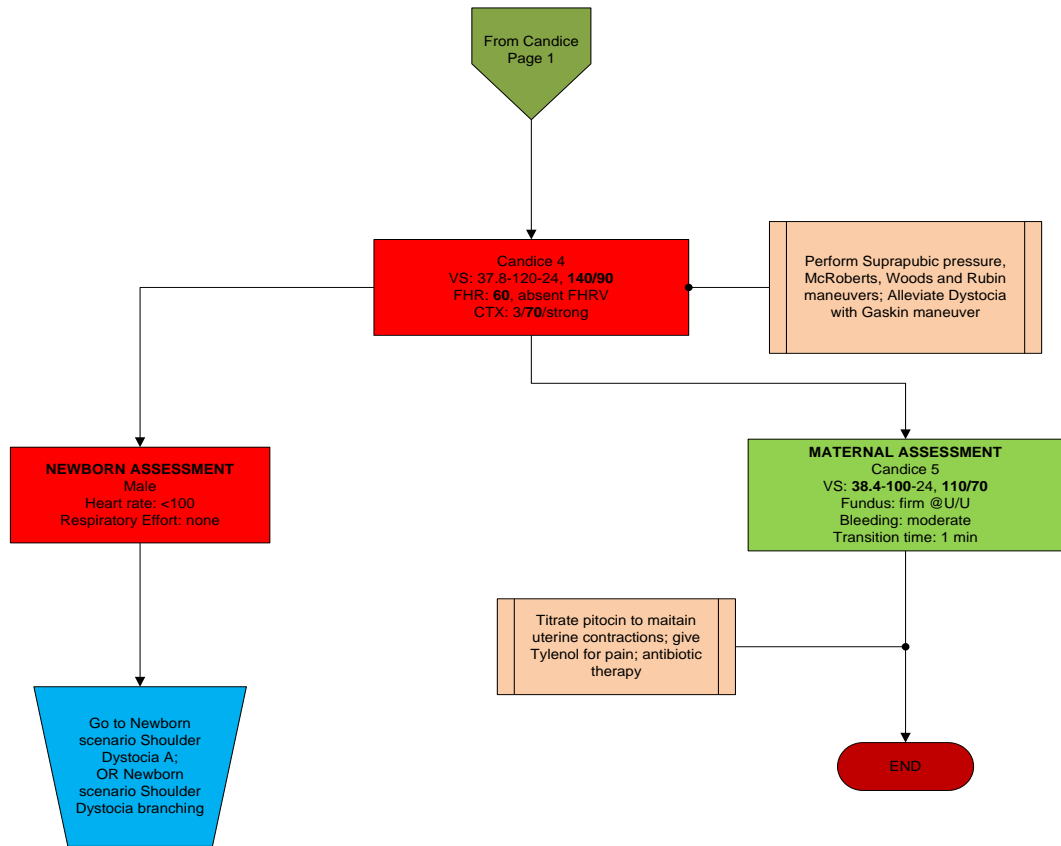 From Candice
Page 1
Candice 4
VS: 37.8-120-24, 140/90
FHR: 60, absent FHRV
CTX: 3/70/strong
Perform Suprapubic pressure,
McRoberts, Woods and Rubin
maneuvers; Alleviate Dystocia
with Gaskin maneuver
NEWBORN ASSESSMENT
Male
Heart rate: <100
Respiratory Effort: none
MATERNAL ASSESSMENT
Candice 5
VS: 38.4-100-24, 110/70
Fundus: firm @U/U
Bleeding: moderate
Transition time: 1 min
Titrate pitocin to maitain
uterine contractions; give
Tylenol for pain; antibiotic
therapy
Go to Newborn
scenario Shoulder
Dystocia A;
OR Newborn
scenario Shoulder
Dystocia branching
END